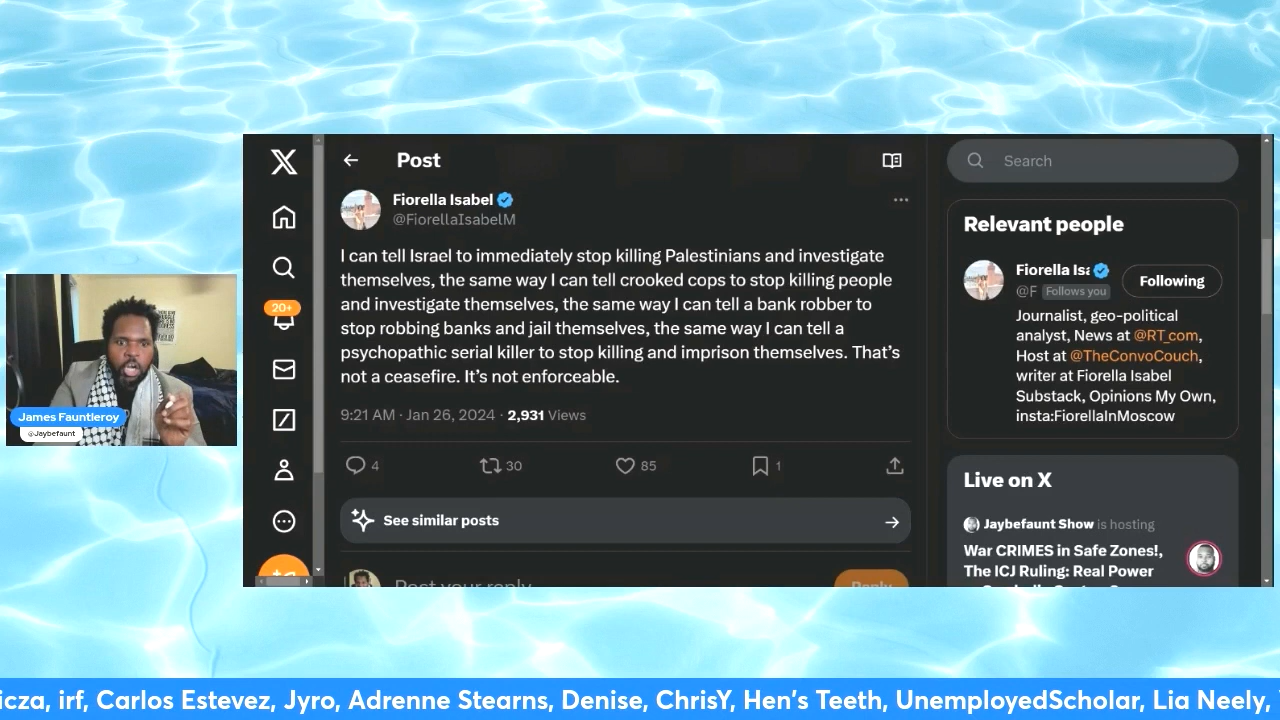 Post
Search
Fiorella Isabel
@FiorellaIsabelM
I can tell Israel to immediately stop killing Palestinians and investigate
themselves, the same way I can tell crooked cops to stop killing people
and investigate themselves, the same way I can tell a bank robber to
stop robbing banks and jail themselves, the same way I can tell a
psychopathic serial killer to stop killing and imprison themselves. That's
not a ceasefire. It's not enforceable.
9:21 AM · Jan 26, 2024 · 2,931 Views
4
30
85
1
See similar posts
Post your reply
Reply
20+
Relevant people
Fiorella Isa
@F Follows you
Following
Journalist, geo-political
analyst, News at @RT_com,
Host at @TheConvoCouch,
writer at Fiorella Isabel
Substack, Opinions My Own,
insta:FiorellaInMoscow
Live on X
Jaybefaunt Show is hosting
War CRIMES in Safe Zones!,
The ICJ Ruling: Real Power
James Fauntleroy
@Jaybefaunt
icza, irf, Carlos Estevez, Jyro, Adrenne Stearns, Denise, ChrisY, Hen's Teeth, UnemployedScholar, Lia Neely,